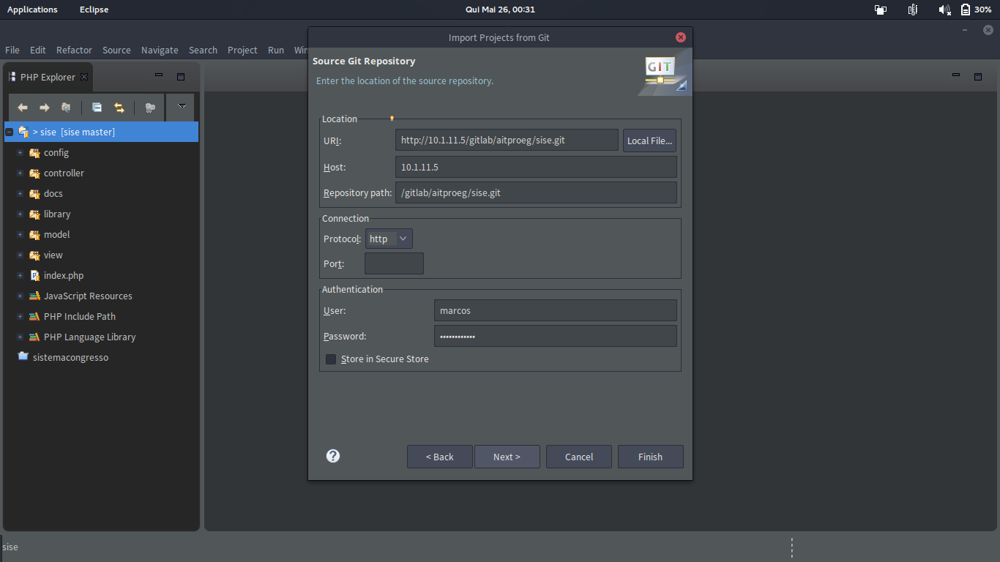 Applications Eclipse Qui Mai 26, 00:31 30%
Import Projects from Git
File Edit Refactor Source Navigate Search Project Run Win
Source Git Repository
Enter the location of the source repository.
GIT
PHP Explorer
> sise [sise master]
config
controller
docs
library
model
view
index.php
JavaScript Resources
PHP Include Path
PHP Language Library
sistemacongresso
Location
URI: http://10.1.11.5/gitlab/aitproeg/sise.git Local File...
Host: 10.1.11.5
Repository path: /gitlab/aitproeg/sise.git
Connection
Protocol: http
Port:
Authentication
User: marcos
Password: ••••••••••••
Store in Secure Store
? < Back Next > Cancel Finish
sise